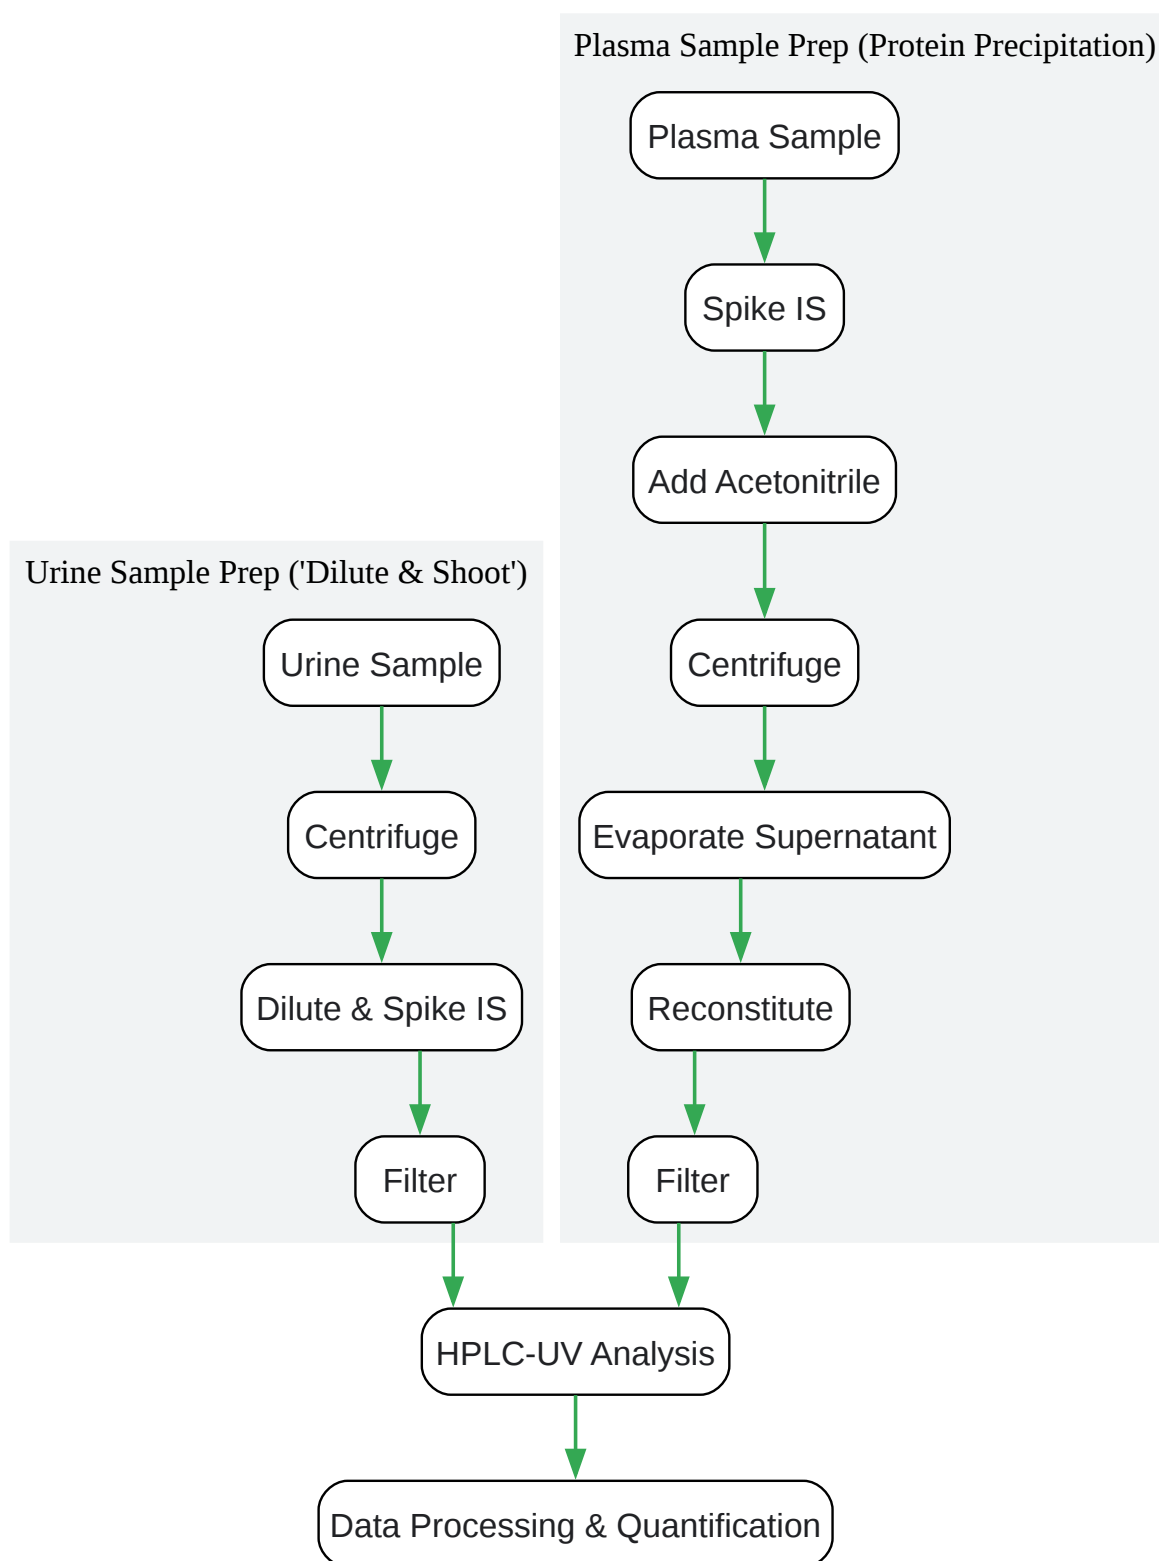 Plasma Sample Prep (Protein Precipitation)
Plasma Sample
Spike IS
Add Acetonitrile
Centrifuge
Evaporate Supernatant
Reconstitute
Filter
Urine Sample Prep ('Dilute & Shoot')
Urine Sample
Centrifuge
Dilute & Spike IS
Filter
HPLC-UV Analysis
Data Processing & Quantification